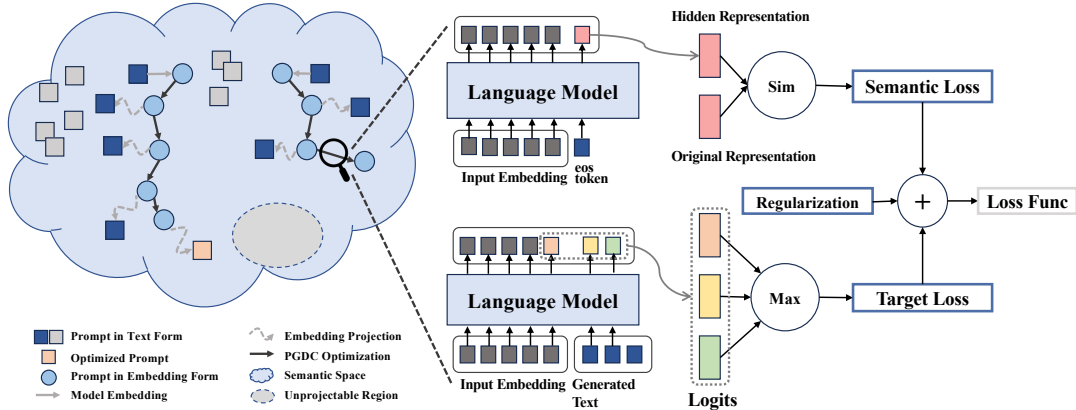 Hidden Representation
Language Model
Sim
Semantic Loss
Original Representation
Input Embedding
eos
token
Regularization
+
Loss Func
Language Model
Max
Target Loss
Input Embedding
Generated
Text
Logits
Prompt in Text Form
Optimized Prompt
Prompt in Embedding Form
Model Embedding
Embedding Projection
PGDC Optimization
Semantic Space
Unprojectable Region